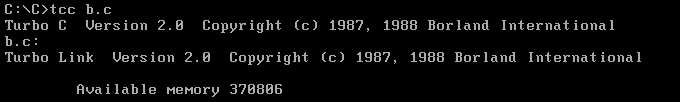 C:\C>tcc b.c
Turbo C  Version 2.0  Copyright (c) 1987, 1988 Borland International
b.c:
Turbo Link  Version 2.0  Copyright (c) 1987, 1988 Borland International
        Available memory 370806